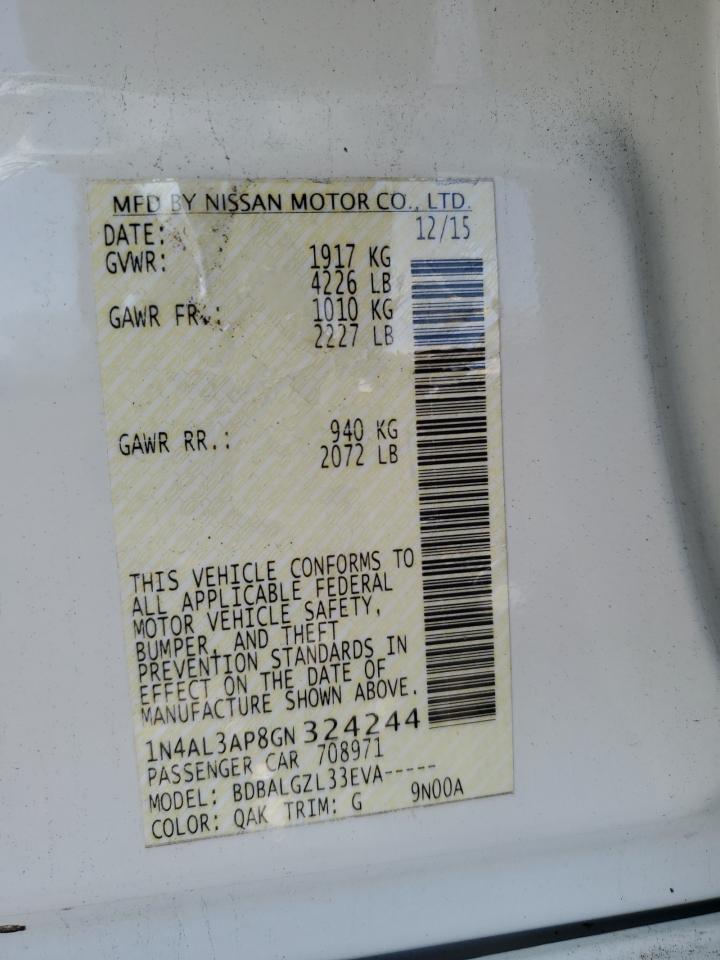 MFD BY NISSAN MOTOR CO., LTD.
DATE: 12/15
GVWR: 1917 KG
4226 LB
GAWR FR.: 1010 KG
2227 LB
GAWR RR.: 940 KG
2072 LB
THIS VEHICLE CONFORMS TO
ALL APPLICABLE FEDERAL
MOTOR VEHICLE SAFETY,
BUMPER, AND THEFT
PREVENTION STANDARDS IN
EFFECT ON THE DATE OF
MANUFACTURE SHOWN ABOVE.
1N4AL3AP8GN324244
PASSENGER CAR 708971
MODEL: BDBALGZL33EVA-----
COLOR: QAK TRIM: G 9N00A